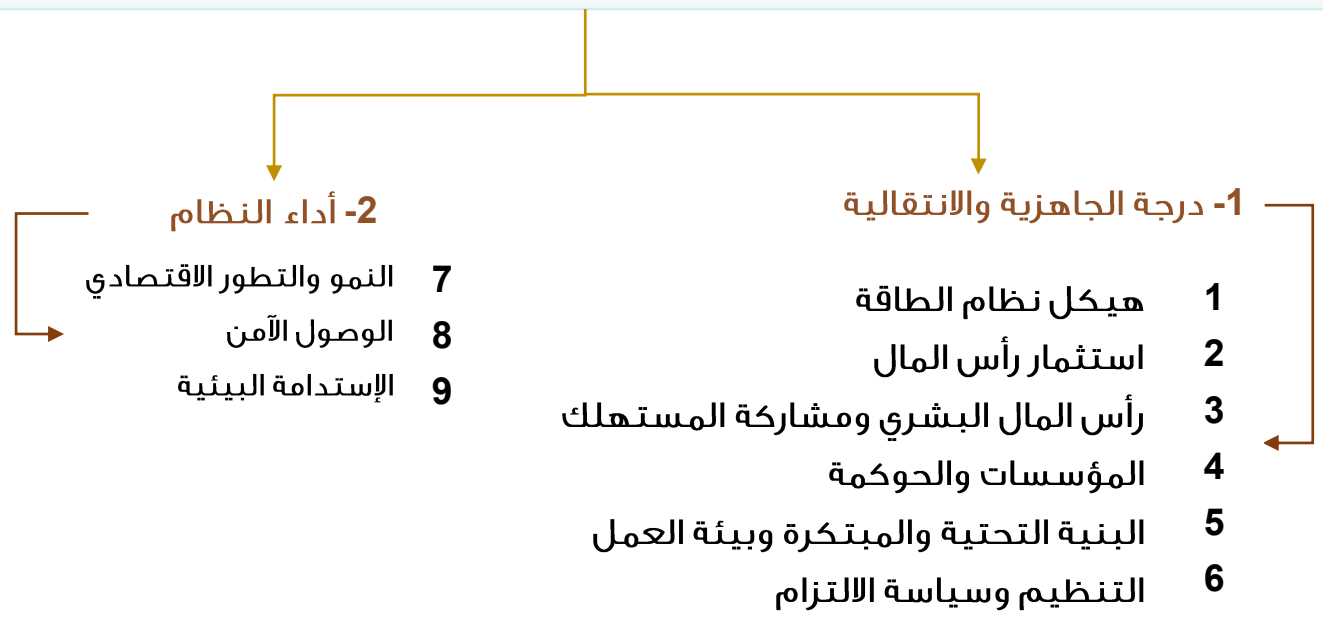 1- درجة الجاهزية والانتقالية
1 هيكل نظام الطاقة
2 استثمار رأس المال
3 رأس المال البشري ومشاركة المستهلك
4 المؤسسات والحوكمة
5 البنية التحتية والمبتكرة وبيئة العمل
6 التنظيم وسياسة الالتزام
2- أداء النظام
7 النمو والتطور الاقتصادي
8 الوصول الآمن
9 الإستدامة البيئية